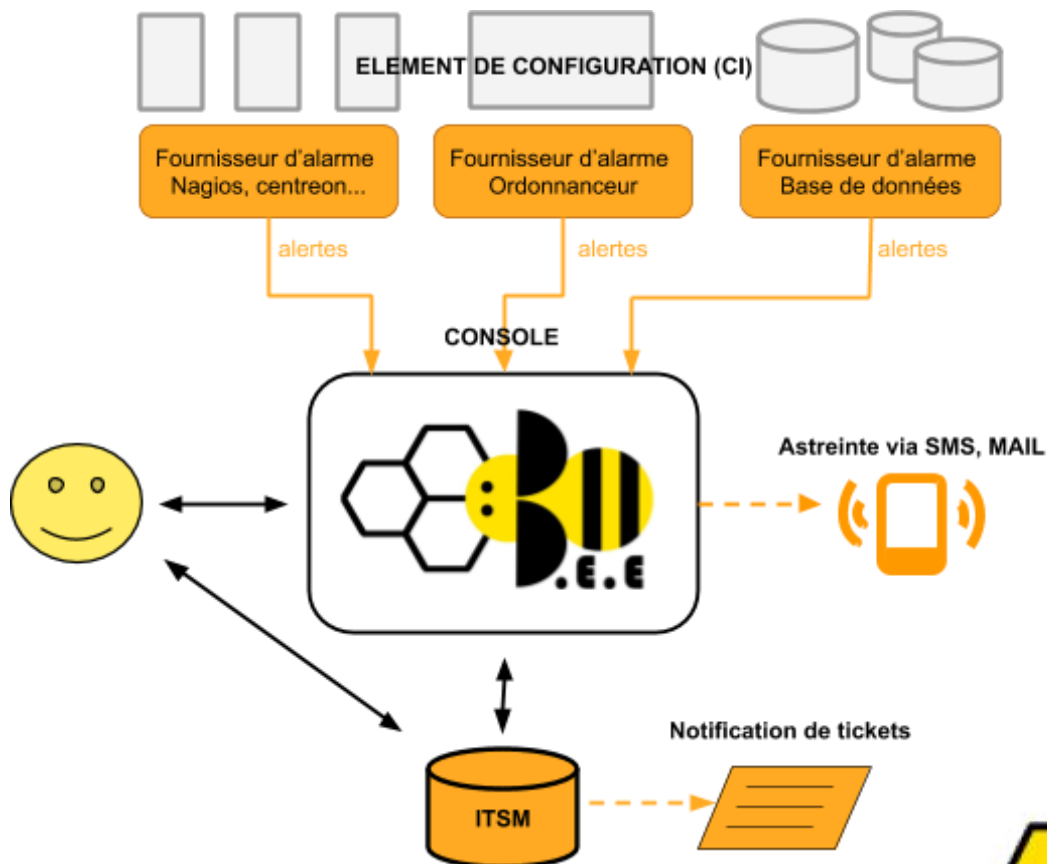 ELEMENT DE CONFIGURATION (CI)
Fournisseur d'alarme
Nagios, centreon...
Fournisseur d'alarme
Ordonnanceur
Fournisseur d'alarme
Base de données
alertes
alertes
alertes
CONSOLE
B.E.E
Astreinte via SMS, MAIL
Notification de tickets
ITSM